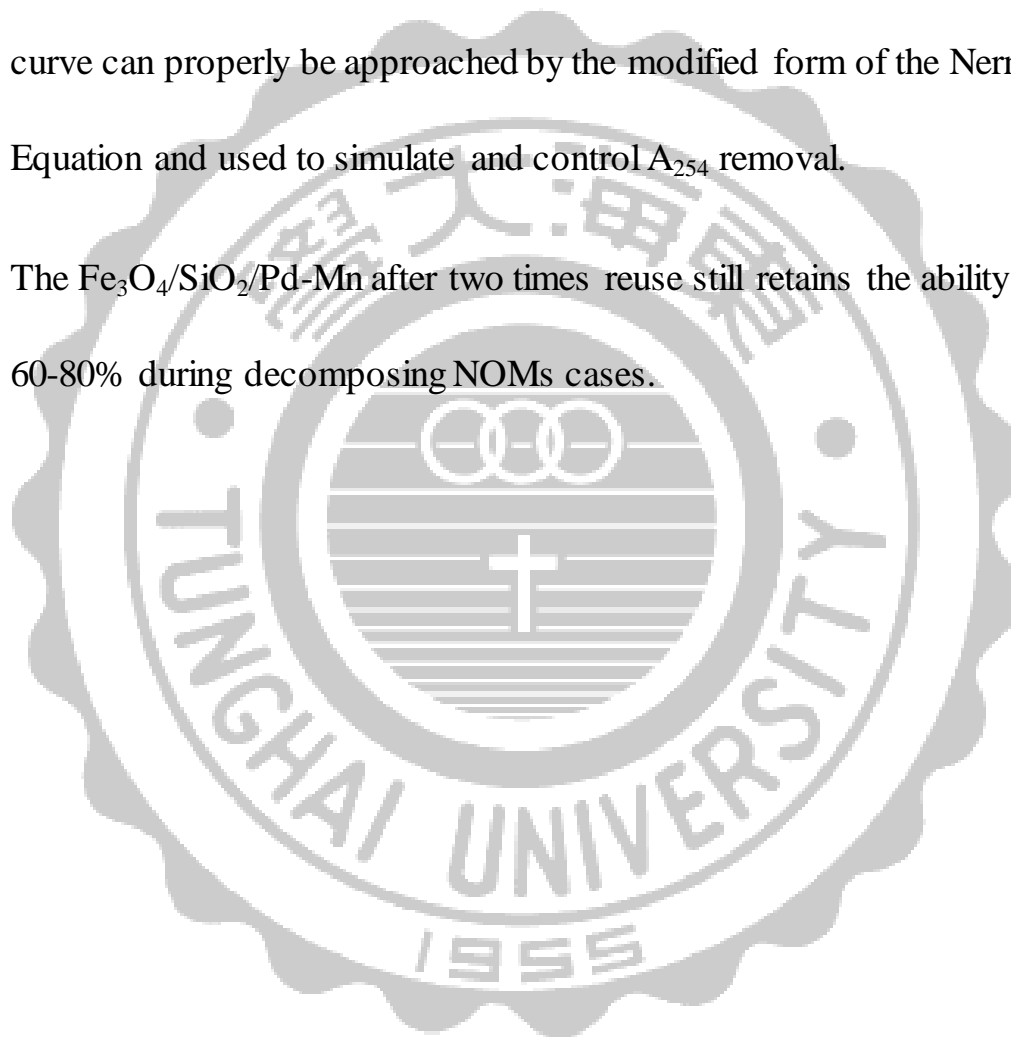 curve can properly be approached by the modified form of the Ner
Equation and used to simulate and control A₂₅₄ removal.
The Fe₃O₄/SiO₂/Pd-Mn after two times reuse still retains the ability
60-80% during decomposing NOMs cases.
TUNGHAI UNIVERSITY
1955